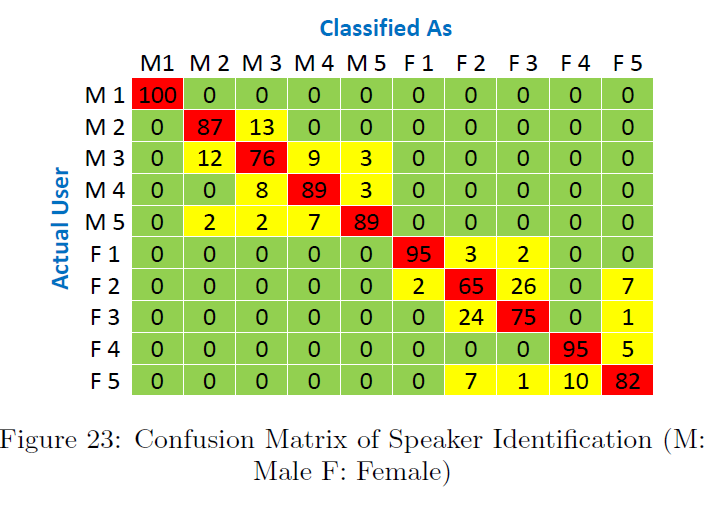 Classified As
M1 M 2 M 3 M 4 M 5 F 1 F 2 F 3 F 4 F 5
Actual User
M 1 100 0 0 0 0 0 0 0 0 0
M 2 0 87 13 0 0 0 0 0 0 0
M 3 0 12 76 9 3 0 0 0 0 0
M 4 0 0 8 89 3 0 0 0 0 0
M 5 0 2 2 7 89 0 0 0 0 0
F 1 0 0 0 0 0 95 3 2 0 0
F 2 0 0 0 0 0 2 65 26 0 7
F 3 0 0 0 0 0 0 24 75 0 1
F 4 0 0 0 0 0 0 0 0 95 5
F 5 0 0 0 0 0 0 7 1 10 82
Figure 23: Confusion Matrix of Speaker Identification (M:
Male F: Female)